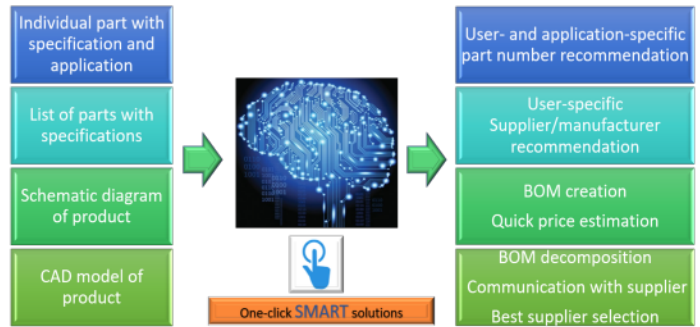 Individual part with
specification and
application
List of parts with
specifications
Schematic diagram
of product
CAD model of
product
One-click SMART solutions
User- and application-specific
part number recommendation
User-specific
Supplier/manufacturer
recommendation
BOM creation
Quick price estimation
BOM decomposition
Communication with supplier
Best supplier selection